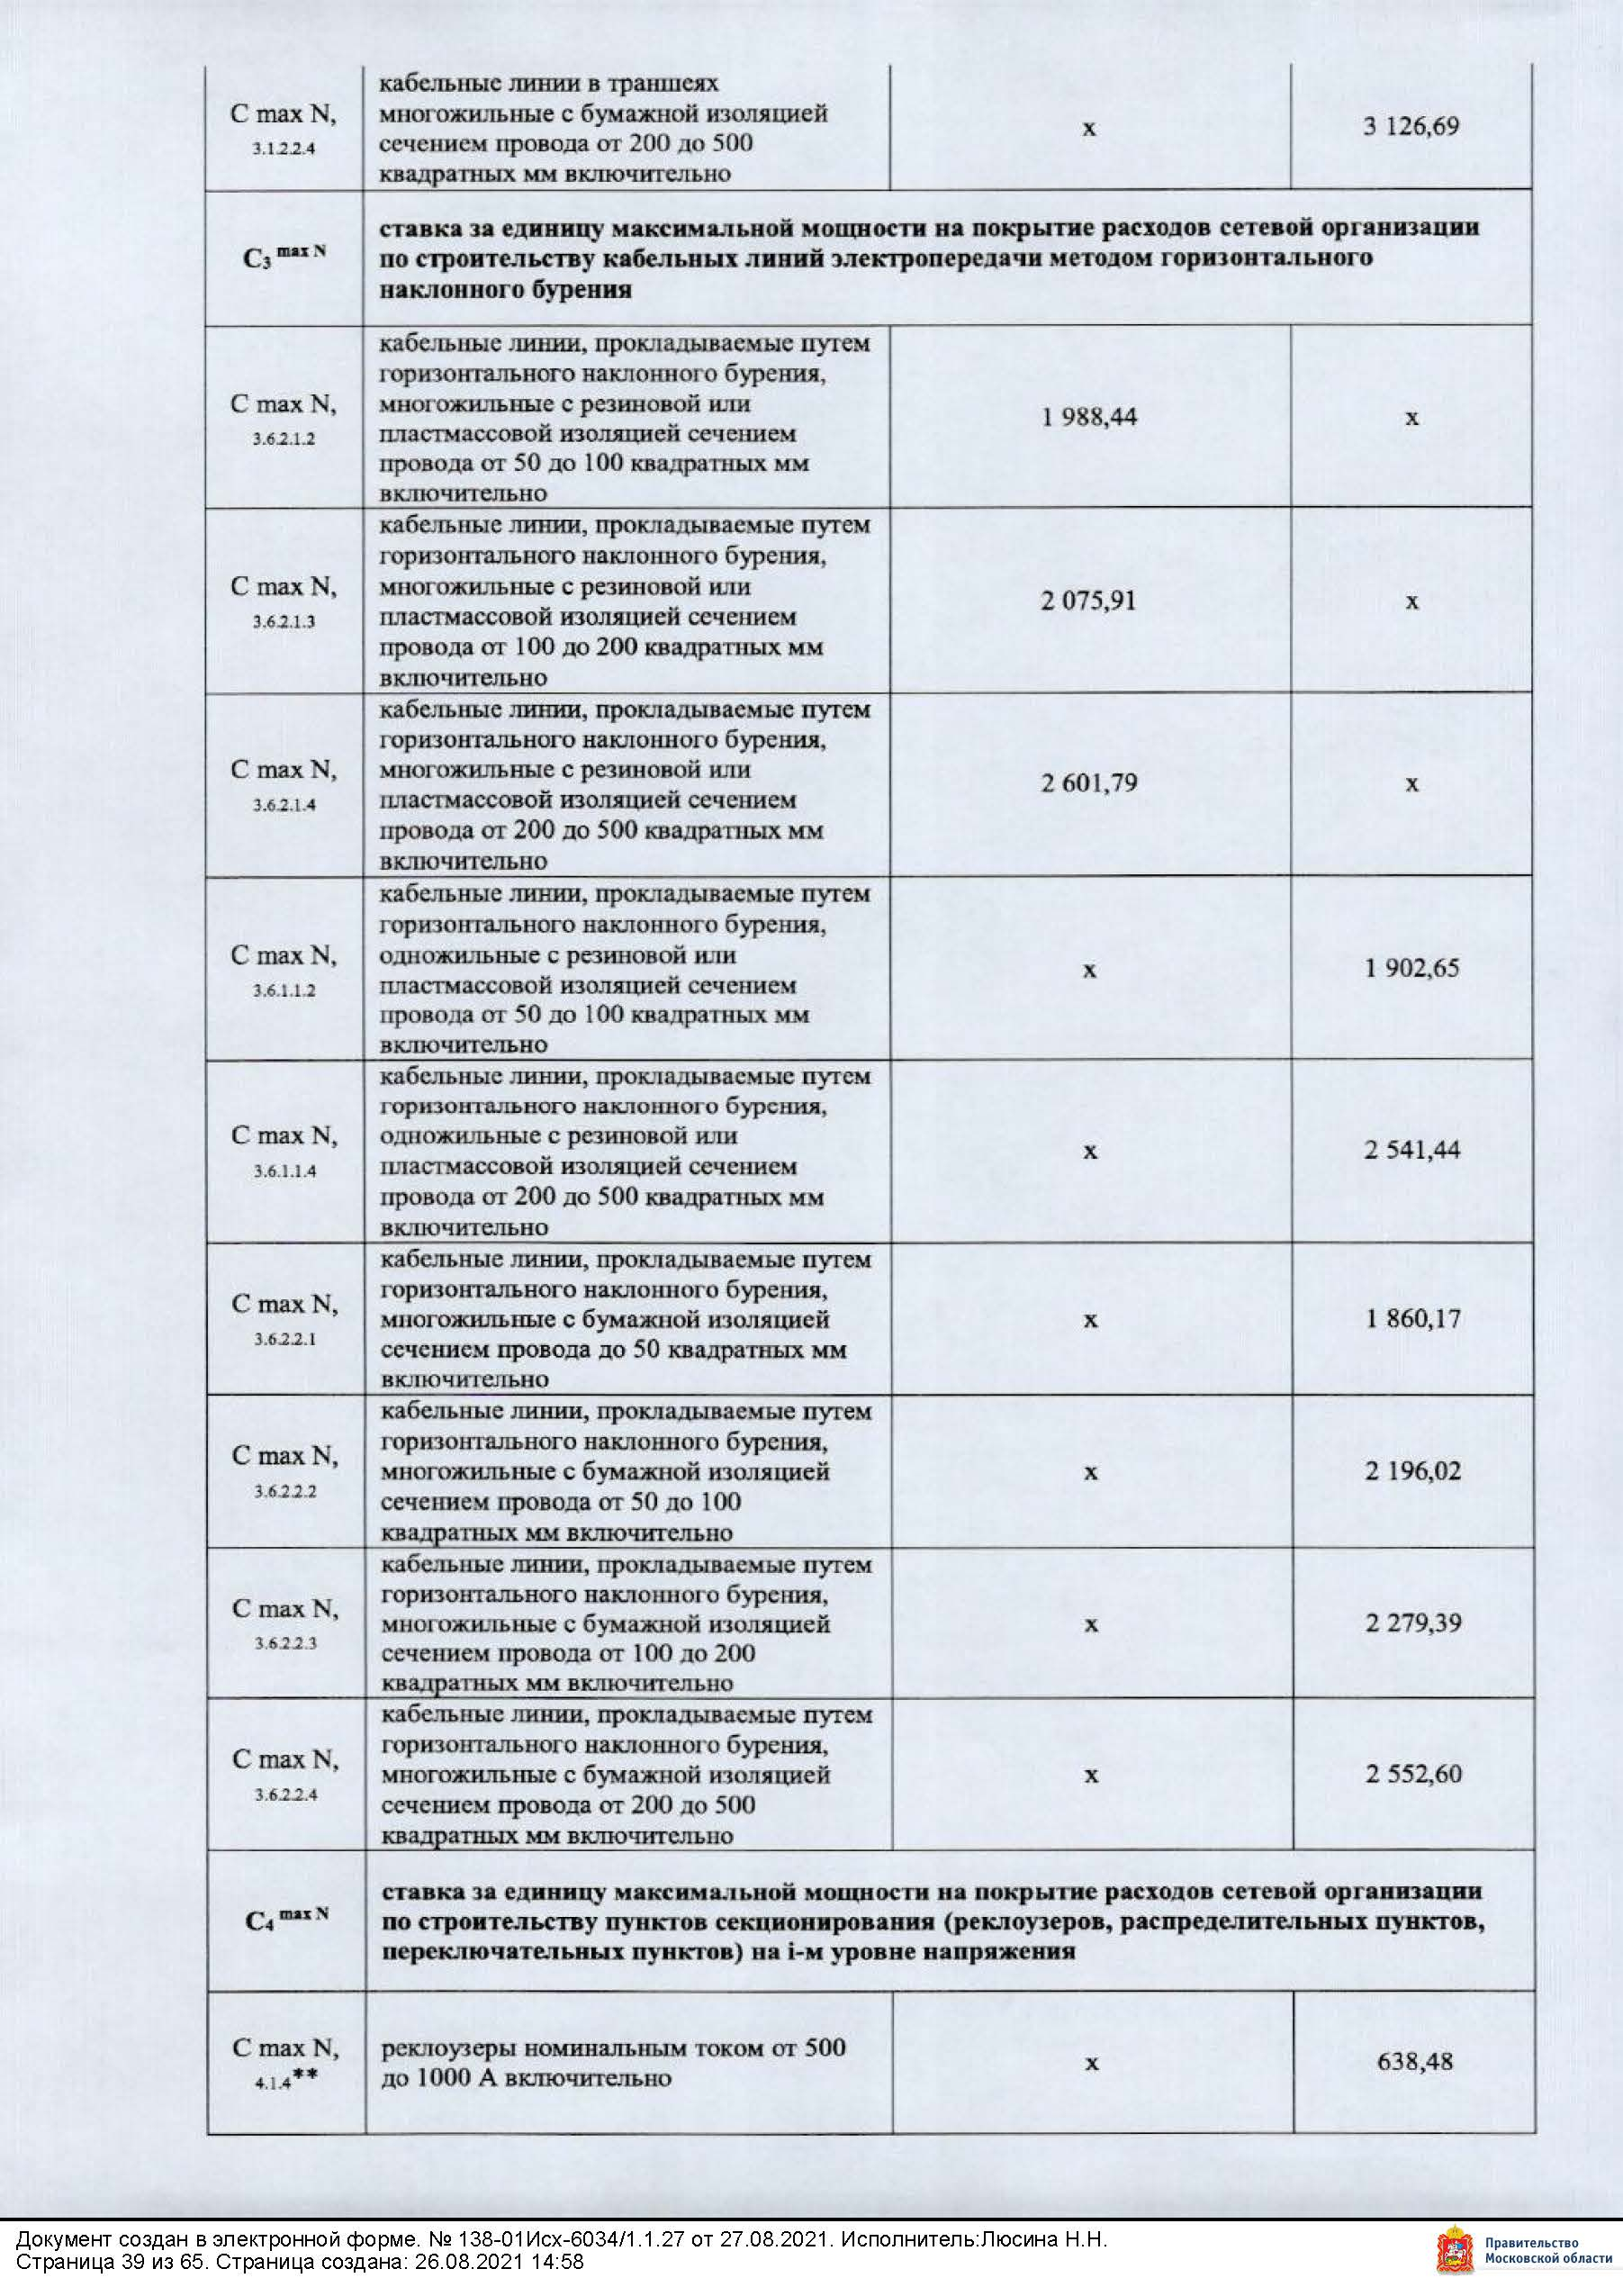 кабельные линии в траншеях
C max N,
3.1.2.2.4
многожильные с бумажной изоляцией
сечением провода от 200 до 500
квадратных мм включительно
x
3 126,69
C3 max N
ставка за единицу максимальной мощности на покрытие расходов сетевой организации
по строительству кабельных линий электропередачи методом горизонтального
наклонного бурения
C max N,
3.6.2.1.2
кабельные линии, прокладываемые путем
горизонтального наклонного бурения,
многожильные с резиновой или
пластмассовой изоляцией сечением
провода от 50 до 100 квадратных мм
включительно
1 988,44
x
C max N,
3.6.2.1.3
кабельные линии, прокладываемые путем
горизонтального наклонного бурения,
многожильные с резиновой или
пластмассовой изоляцией сечением
провода от 100 до 200 квадратных мм
включительно
2 075,91
x
C max N,
3.6.2.1.4
кабельные линии, прокладываемые путем
горизонтального наклонного бурения,
многожильные с резиновой или
пластмассовой изоляцией сечением
провода от 200 до 500 квадратных мм
включительно
2 601,79
x
C max N,
3.6.1.1.2
кабельные линии, прокладываемые путем
горизонтального наклонного бурения,
одножильные с резиновой или
пластмассовой изоляцией сечением
провода от 50 до 100 квадратных мм
включительно
x
1 902,65
C max N,
3.6.1.1.4
кабельные линии, прокладываемые путем
горизонтального наклонного бурения,
одножильные с резиновой или
пластмассовой изоляцией сечением
провода от 200 до 500 квадратных мм
включительно
x
2 541,44
C max N,
3.6.2.2.1
кабельные линии, прокладываемые путем
горизонтального наклонного бурения,
многожильные с бумажной изоляцией
сечением провода до 50 квадратных мм
включительно
x
1 860,17
C max N,
3.6.2.2.2
кабельные линии, прокладываемые путем
горизонтального наклонного бурения,
многожильные с бумажной изоляцией
сечением провода от 50 до 100
квадратных мм включительно
x
2 196,02
C max N,
3.6.2.2.3
кабельные линии, прокладываемые путем
горизонтального наклонного бурения,
многожильные с бумажной изоляцией
сечением провода от 100 до 200
квадратных мм включительно
x
2 279,39
C max N,
3.6.2.2.4
кабельные линии, прокладываемые путем
горизонтального наклонного бурения,
многожильные с бумажной изоляцией
сечением провода от 200 до 500
квадратных мм включительно
x
2 552,60
C4 max N
ставка за единицу максимальной мощности на покрытие расходов сетевой организации
по строительству пунктов секционирования (реклоузеров, распределительных пунктов,
переключательных пунктов) на i-м уровне напряжения
C max N,
4.1.4**
реклоузеры номинальным током от 500
до 1000 А включительно
x
638,48
Документ создан в электронной форме. № 138-01Исх-6034/1.1.27 от 27.08.2021. Исполнитель:Люсина Н.Н.
Страница 39 из 65. Страница создана: 26.08.2021 14:58
Правительство
Московской области